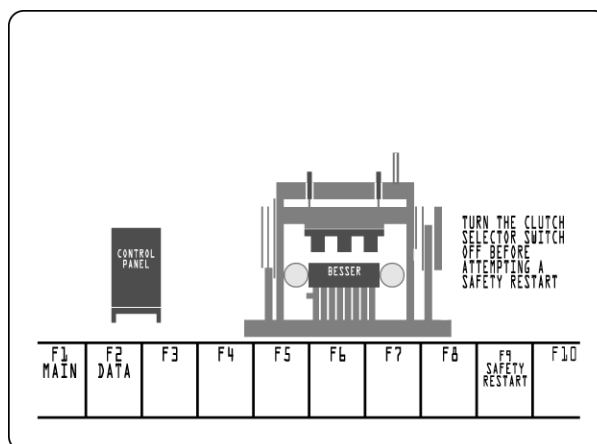 CONTROL
PANEL
BESSER
TURN THE CLUTCH
SELECTOR SWITCH
OFF BEFORE
ATTEMPTING A
SAFETY RESTART
F1
MAIN
F2
DATA
F3
F4
F5
F6
F7
F8
F9
SAFETY
RESTART
F10